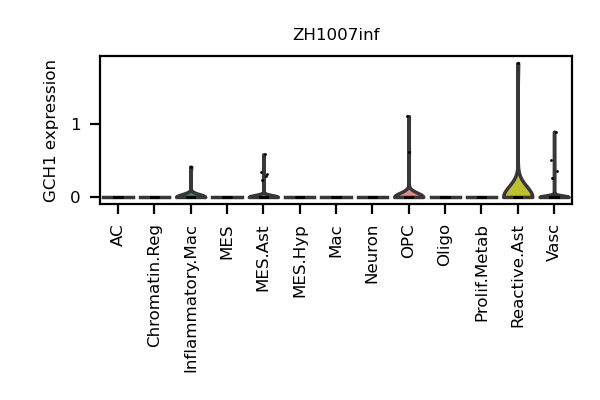 ZH1007inf
GCH1 expression
1
0
AC
Chromatin.Reg
Inflammatory.Mac
MES
MES.Ast
MES.Hyp
Mac
Neuron
OPC
Oligo
Prolif.Metab
Reactive.Ast
Vasc